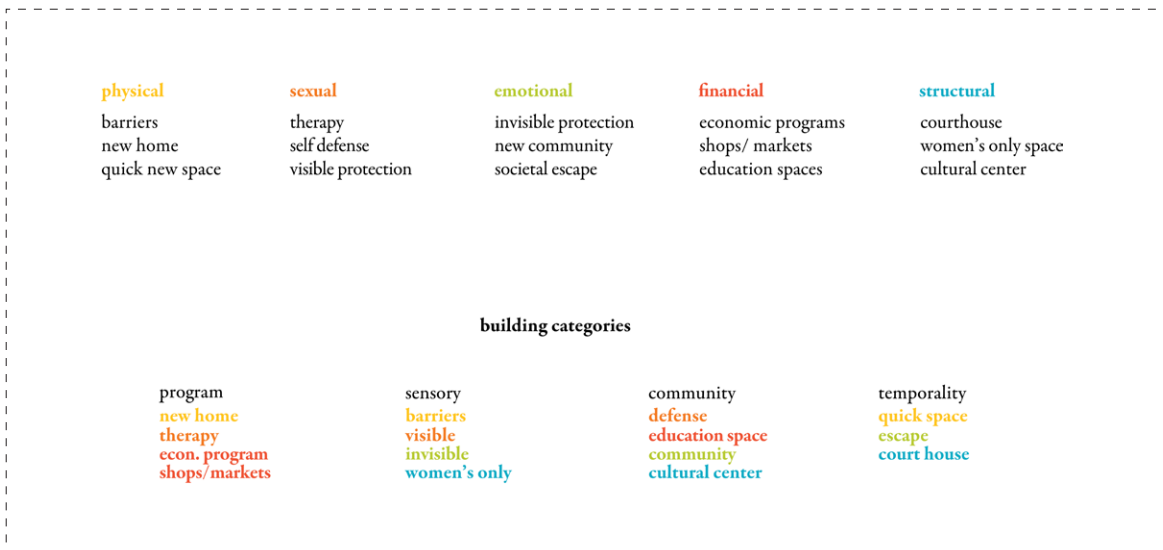 physical
barriers
new home
quick new space
sexual
therapy
self defense
visible protection
emotional
invisible protection
new community
societal escape
financial
economic programs
shops/ markets
education spaces
structural
courthouse
women's only space
cultural center
building categories
program
new home
therapy
econ. program
shops/markets
sensory
barriers
visible
invisible
women's only
community
defense
education space
community
cultural center
temporality
quick space
escape
court house